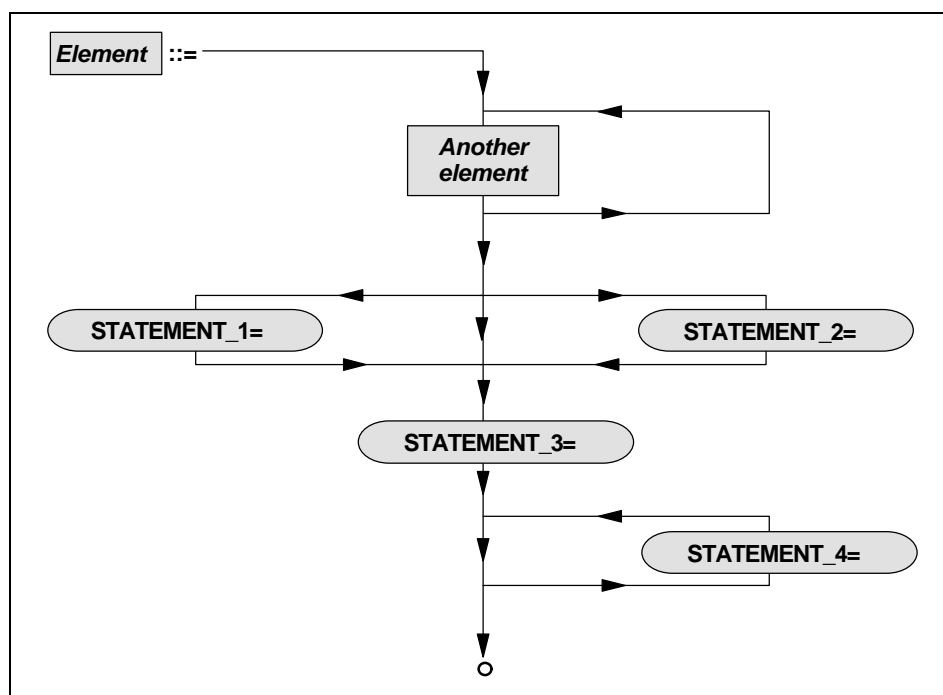 Element ::=
Another
element
STATEMENT_1=
STATEMENT_2=
STATEMENT_3=
STATEMENT_4=